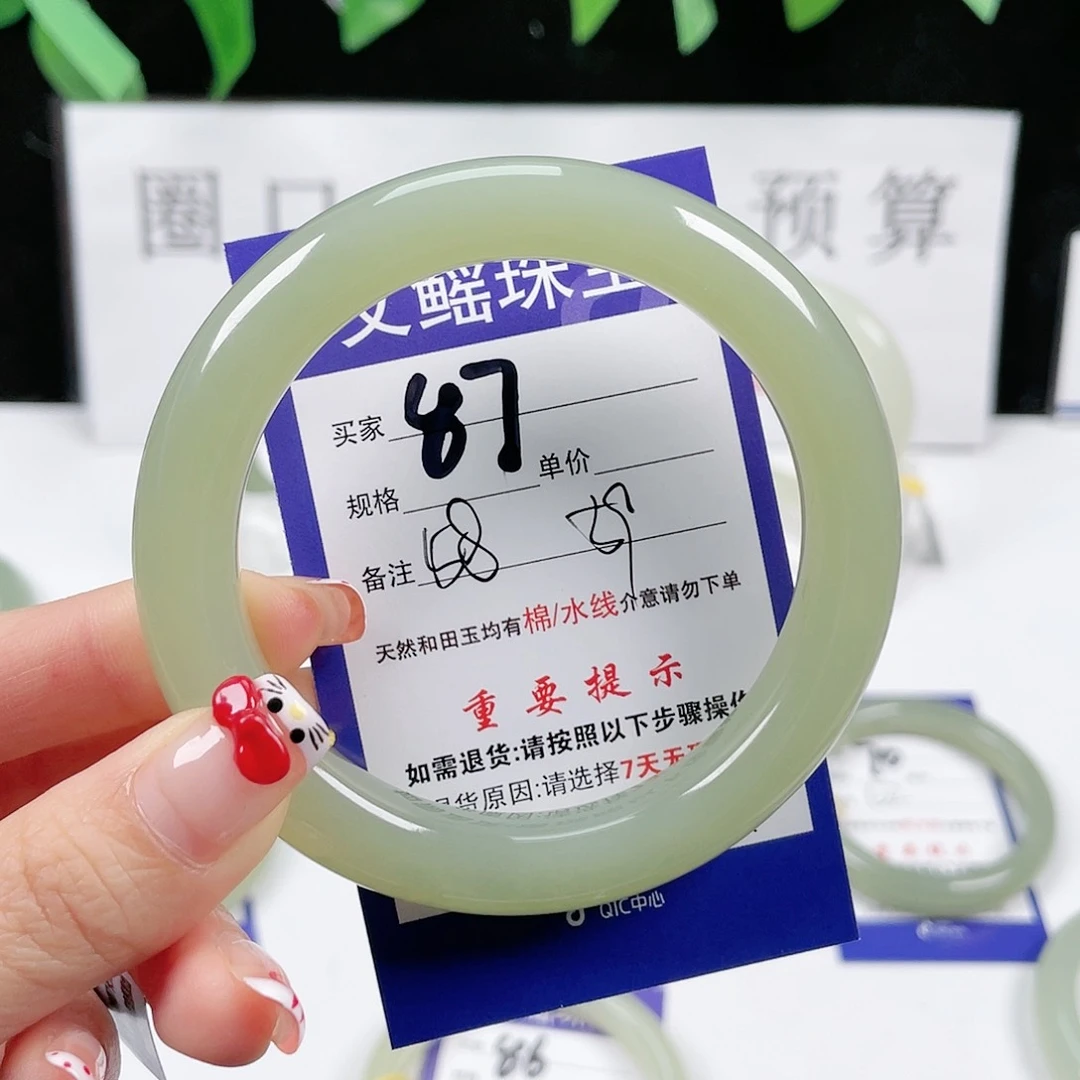 圈口 预算
鳐珠宝
买家 87
规格 单价
备注 58
天然和田玉均有棉/水线介意请勿下单
重要提示
如需退货:请按照以下步骤操作
退货原因:请选择7天无理
QIC中心
86